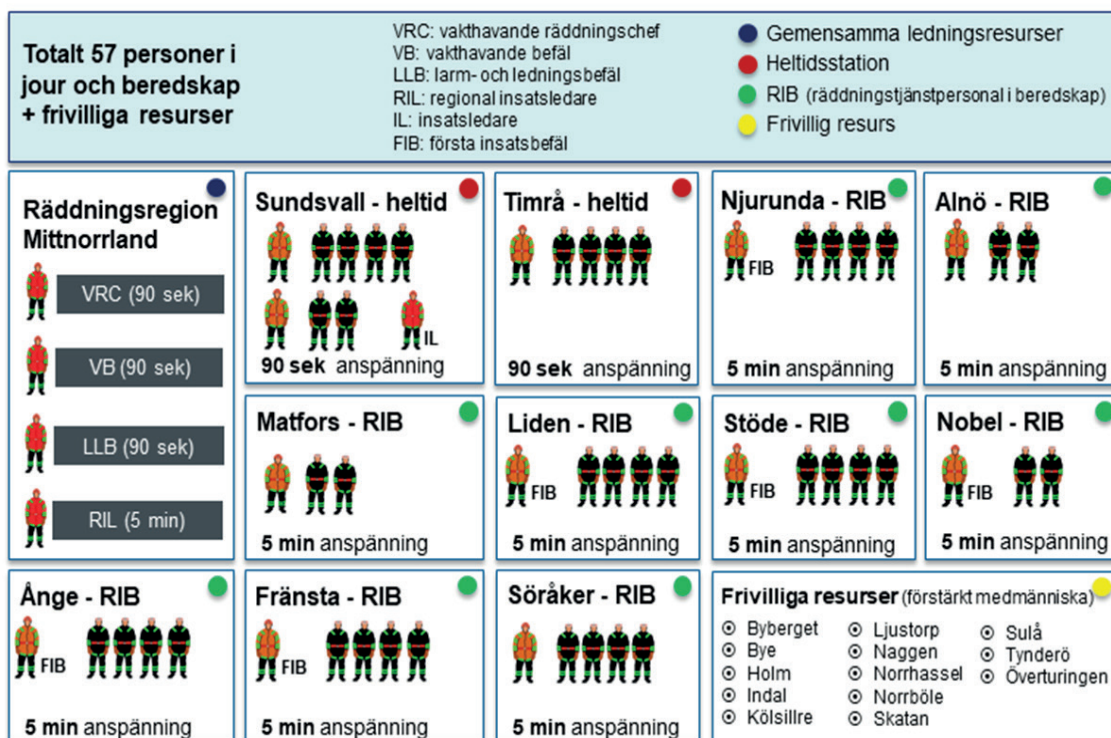 Totalt 57 personer i
jour och beredskap
+ frivilliga resurser
VRC: vakthavande räddningschef
VB: vakthavande befäl
LLB: larm- och ledningsbefäl
RIL: regional insatsledare
IL: insatsledare
FIB: första insatsbefäl
Gemensamma ledningsresurser
Heltidsstation
RIB (räddningstjänstpersonal i beredskap)
Frivillig resurs
Räddningsregion
Mittnorrland
VRC (90 sek)
VB (90 sek)
LLB (90 sek)
RIL (5 min)
Sundsvall - heltid
IL
90 sek anspänning
Timrå - heltid
90 sek anspänning
Njurunda - RIB
FIB
5 min anspänning
Alnö - RIB
5 min anspänning
Matfors - RIB
5 min anspänning
Liden - RIB
FIB
5 min anspänning
Stöde - RIB
FIB
5 min anspänning
Nobel - RIB
FIB
5 min anspänning
Ånge - RIB
FIB
5 min anspänning
Fränsta - RIB
FIB
5 min anspänning
Söråker - RIB
5 min anspänning
Frivilliga resurser (förstärkt medmänniska)
Byberget
Bye
Holm
Indal
Kölsillre
Ljustorp
Naggen
Norrhassel
Norrböle
Skatan
Sulå
Tynderö
Överturingen